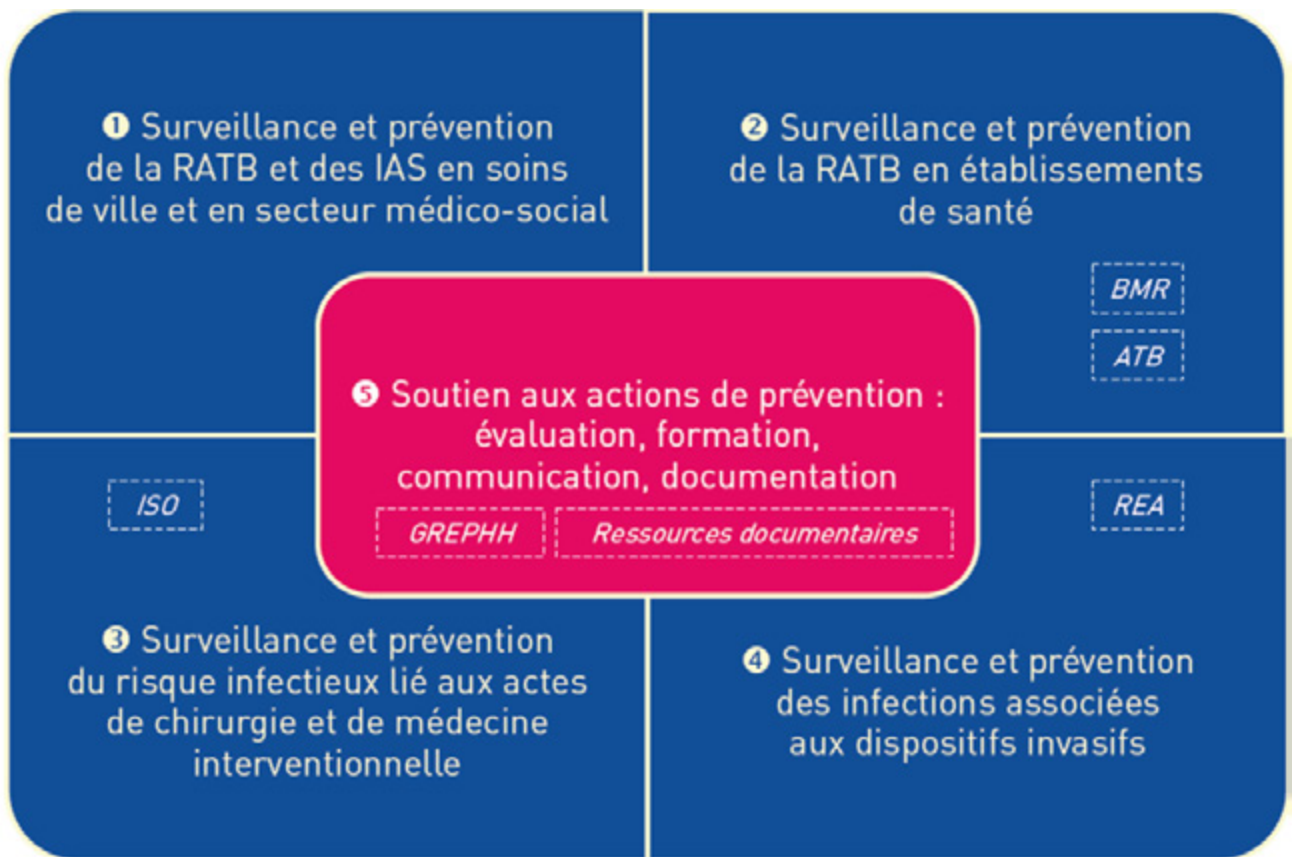 ❶ Surveillance et prévention
de la RATB et des IAS en soins
de ville et en secteur médico-social
❷ Surveillance et prévention
de la RATB en établissements
de santé
BMR
ATB
❺ Soutien aux actions de prévention :
évaluation, formation,
communication, documentation
GREPHH
Ressources documentaires
ISO
❸ Surveillance et prévention
du risque infectieux lié aux actes
de chirurgie et de médecine
interventionnelle
REA
❹ Surveillance et prévention
des infections associées
aux dispositifs invasifs